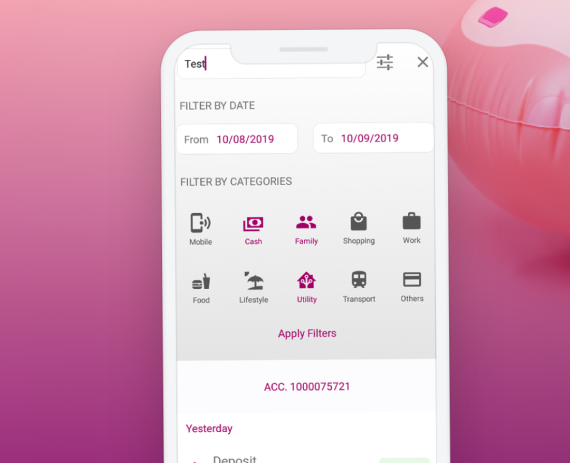 Test
FILTER BY DATE
From 10/08/2019 To 10/09/2019
FILTER BY CATEGORIES
Mobile Cash Family Shopping Work
Food Lifestyle Utility Transport Others
Apply Filters
ACC. 1000075721
Yesterday
Deposit